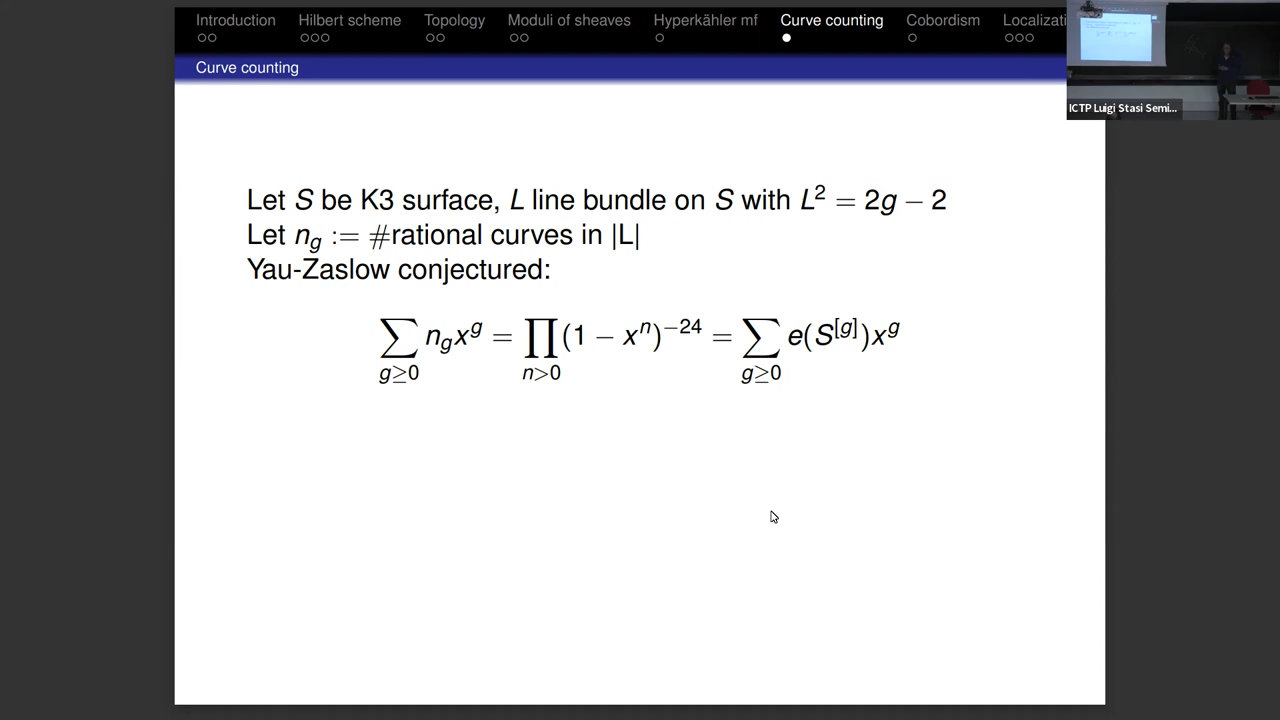 Introduction Hilbert scheme Topology Moduli of sheaves Hyperkähler mf Curve counting Cobordism
Curve counting
ICTP Luigi Stasi Semi...
Let S be K3 surface, L line bundle on S with L² = 2g − 2
Let n_g := #rational curves in |L|
Yau-Zaslow conjectured:
∑_{g≥0} n_g x^g = ∏_{n>0} (1 − x^n)^{−24} = ∑_{g≥0} e(S^{[g]})x^g